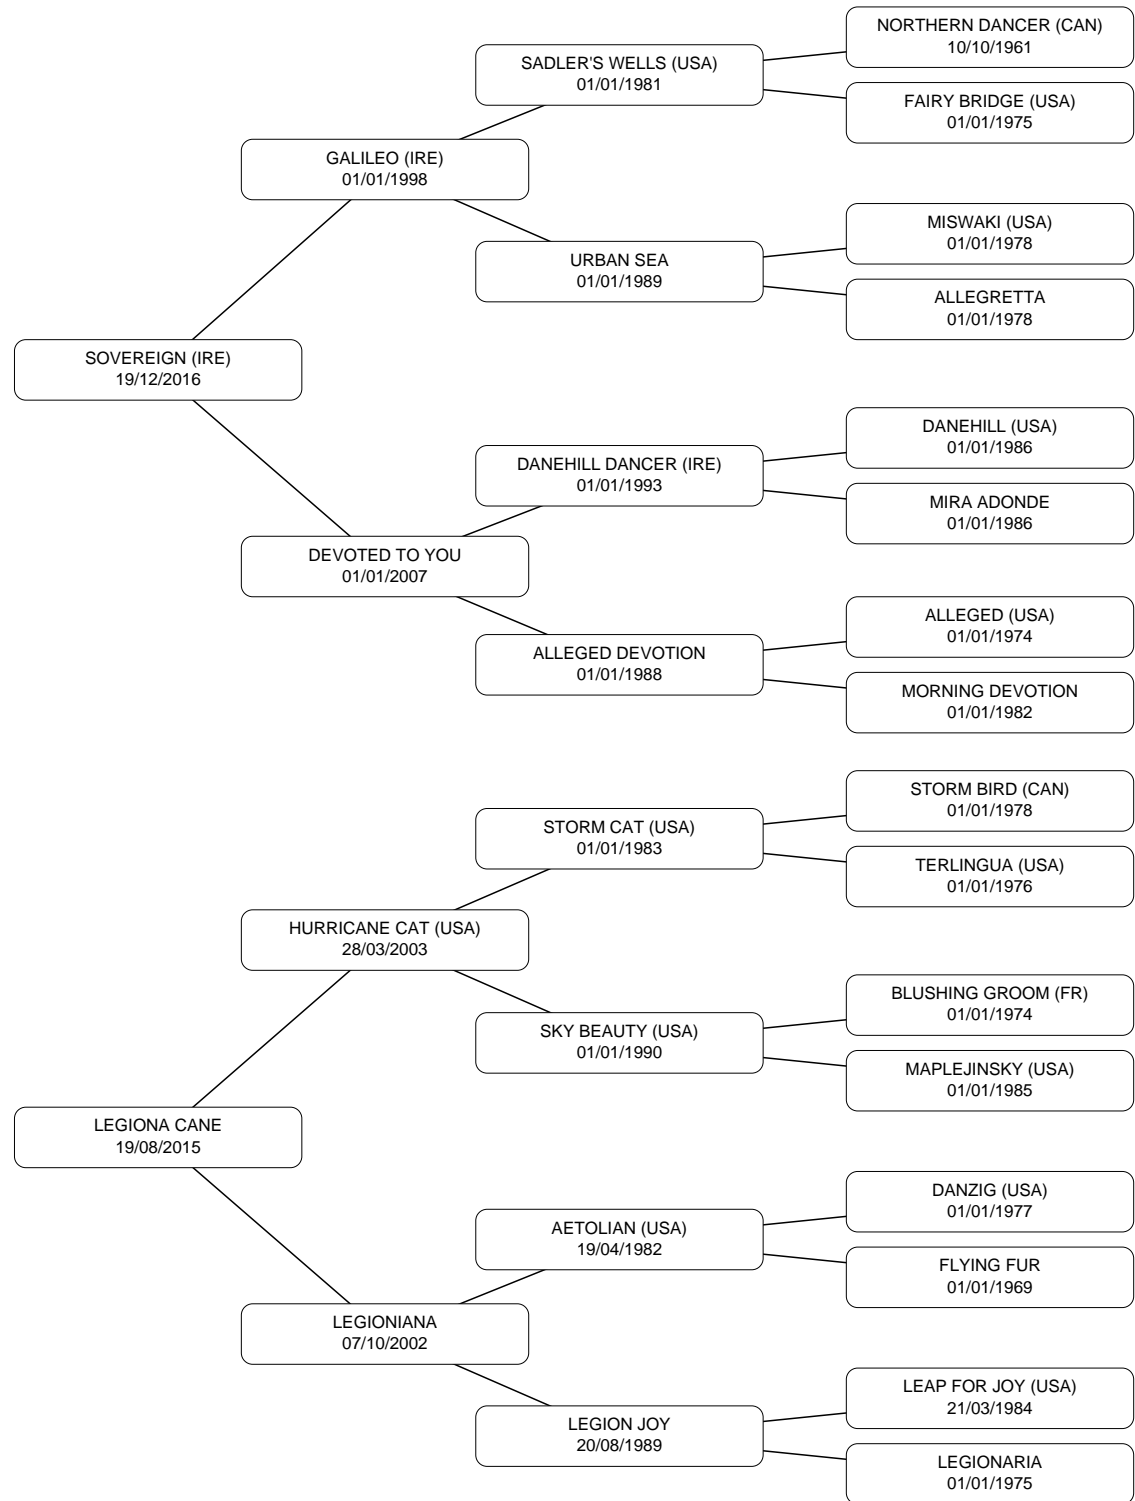 NORTHERN DANCER (CAN)
10/10/1961
SADLER'S WELLS (USA)
01/01/1981
FAIRY BRIDGE (USA)
01/01/1975
GALILEO (IRE)
01/01/1998
MISWAKI (USA)
01/01/1978
URBAN SEA
01/01/1989
ALLEGRETTA
01/01/1978
SOVEREIGN (IRE)
19/12/2016
DANEHILL (USA)
01/01/1986
DANEHILL DANCER (IRE)
01/01/1993
MIRA ADONDE
01/01/1986
DEVOTED TO YOU
01/01/2007
ALLEGED (USA)
01/01/1974
ALLEGED DEVOTION
01/01/1988
MORNING DEVOTION
01/01/1982
STORM BIRD (CAN)
01/01/1978
STORM CAT (USA)
01/01/1983
TERLINGUA (USA)
01/01/1976
HURRICANE CAT (USA)
28/03/2003
BLUSHING GROOM (FR)
01/01/1974
SKY BEAUTY (USA)
01/01/1990
MAPLEJINSKY (USA)
01/01/1985
LEGIONA CANE
19/08/2015
DANZIG (USA)
01/01/1977
AETOLIAN (USA)
19/04/1982
FLYING FUR
01/01/1969
LEGIONIANA
07/10/2002
LEAP FOR JOY (USA)
21/03/1984
LEGION JOY
20/08/1989
LEGIONARIA
01/01/1975